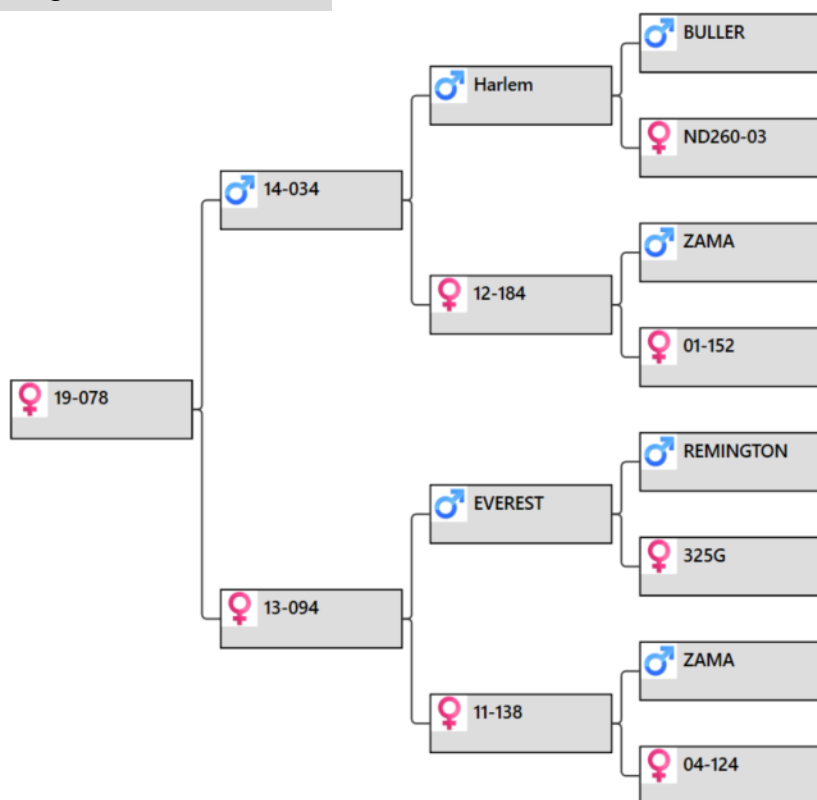 BULLER
Harlem
ND260-03
14-034
ZAMA
12-184
01-152
19-078
REMINGTON
EVEREST
325G
13-094
ZAMA
11-138
04-124